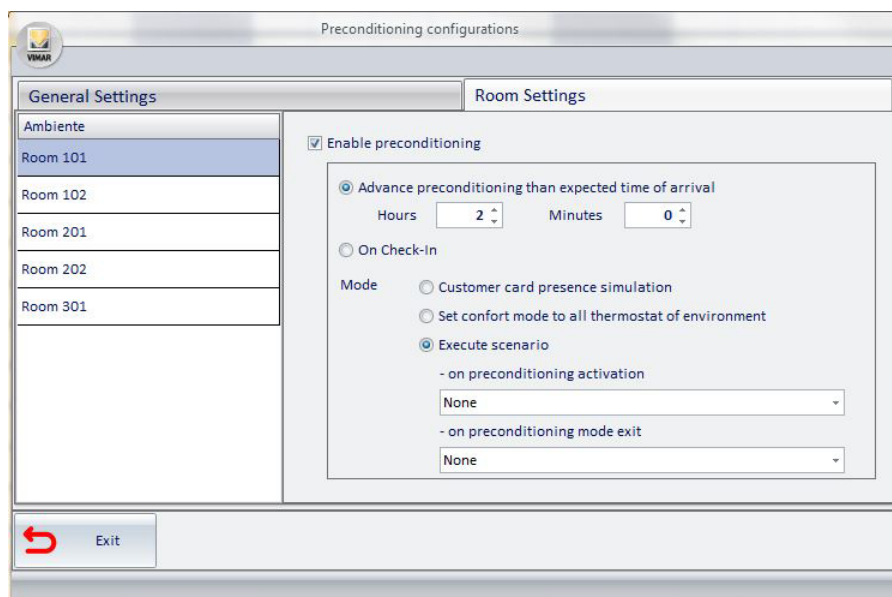 Preconditioning configurations
VIMAR
General Settings
Room Settings
Ambiente
Room 101
Room 102
Room 201
Room 202
Room 301
Enable preconditioning
Advance preconditioning than expected time of arrival
Hours 2 Minutes 0
On Check-In
Mode
Customer card presence simulation
Set confort mode to all thermostat of environment
Execute scenario
- on preconditioning activation
None
- on preconditioning mode exit
None
Exit